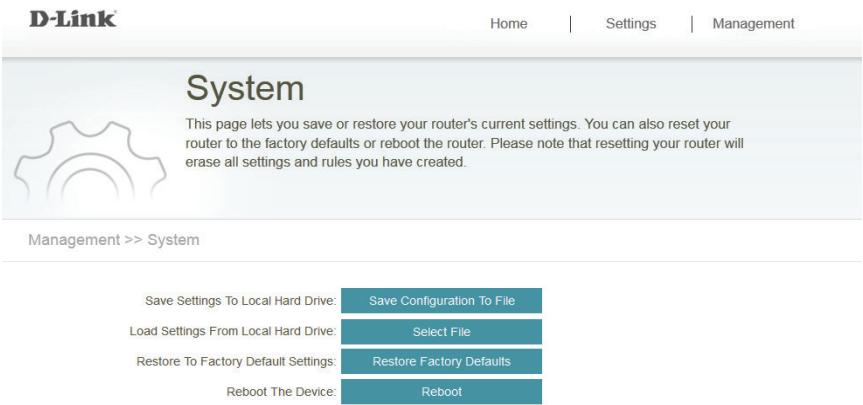 D-Link
Home | Settings | Management
System
This page lets you save or restore your router's current settings. You can also reset your
router to the factory defaults or reboot the router. Please note that resetting your router will
erase all settings and rules you have created.
Management >> System
Save Settings To Local Hard Drive: Save Configuration To File
Load Settings From Local Hard Drive: Select File
Restore To Factory Default Settings: Restore Factory Defaults
Reboot The Device: Reboot